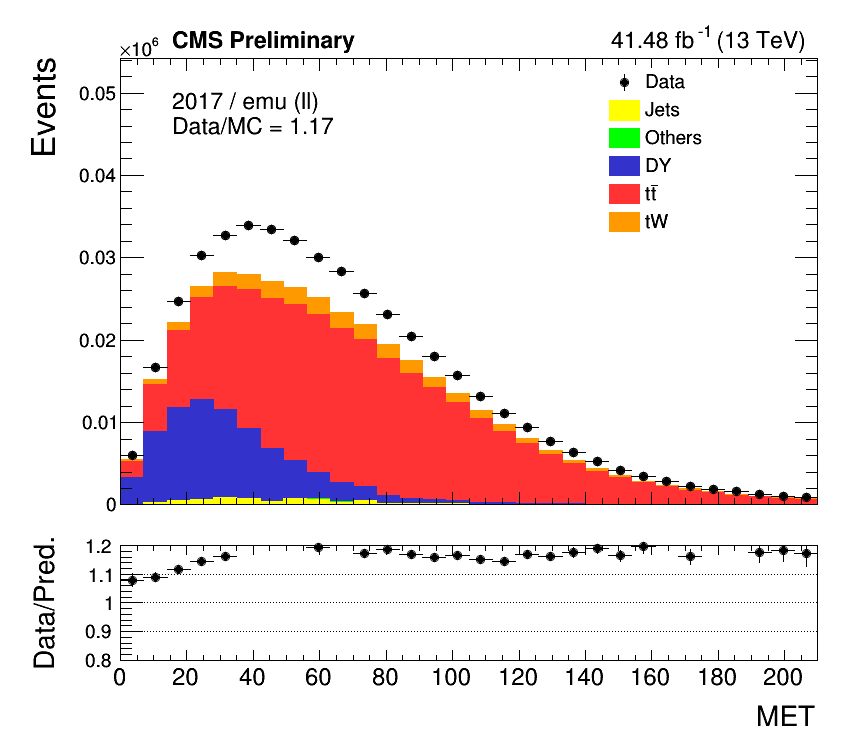 ×10⁶ CMS Preliminary 41.48 fb⁻¹ (13 TeV)
Events
2017 / emu (ll)
Data/MC = 1.17
Data
Jets
Others
DY
tt̄
tW
0.05
0.04
0.03
0.02
0.01
0
Data/Pred.
1.2
1.1
1
0.9
0.8
0 20 40 60 80 100 120 140 160 180 200
MET